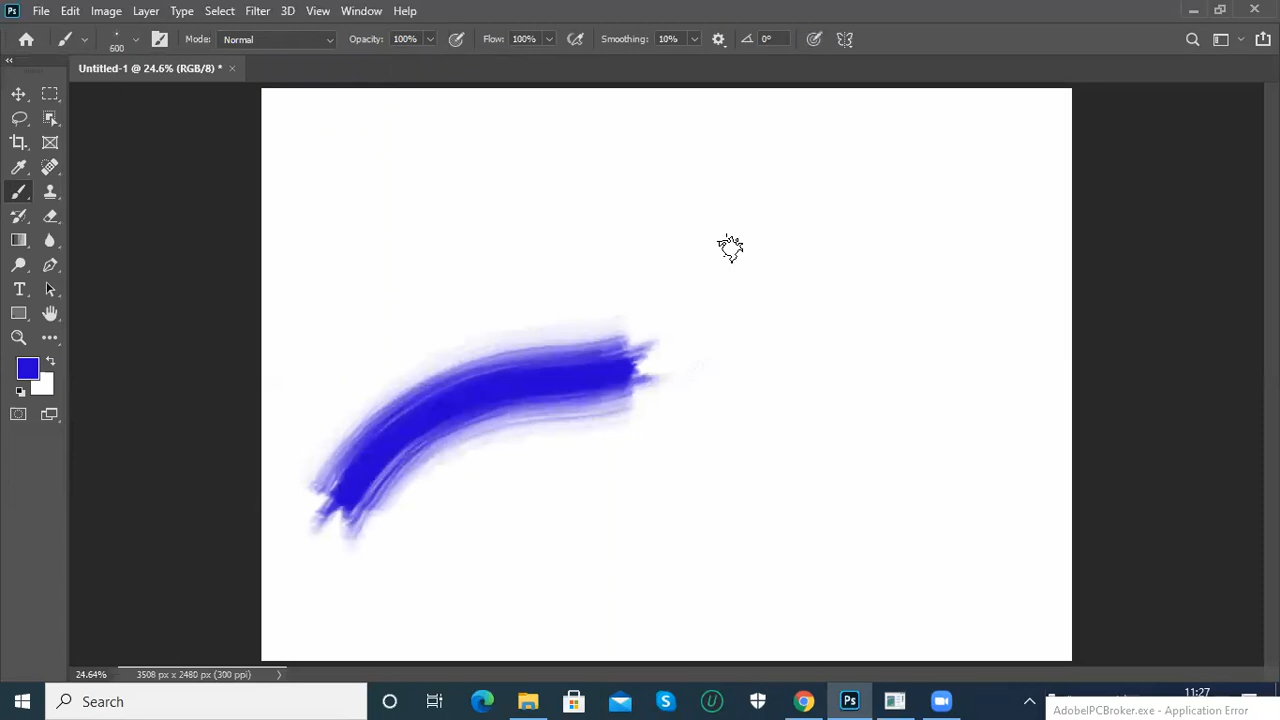 Ps File Edit Image Layer Type Select Filter 3D View Window Help
600 Mode: Normal Opacity: 100% Flow: 100% Smoothing: 10% 0°
Untitled-1 @ 24.6% (RGB/8) *
24.64% 3508 px x 2480 px (300 ppi)
Search Ps 11:27
AdobeIPCBroker.exe - Application Error